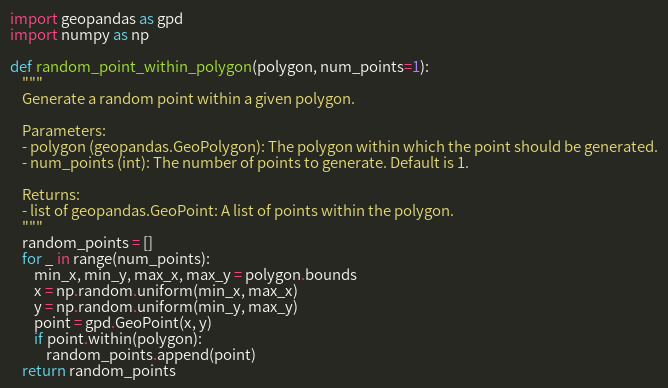 import geopandas as gpd
import numpy as np
def random_point_within_polygon(polygon, num_points=1):
"""
Generate a random point within a given polygon.
Parameters:
- polygon (geopandas.GeoPolygon): The polygon within which the point should be generated.
- num_points (int): The number of points to generate. Default is 1.
Returns:
- list of geopandas.GeoPoint: A list of points within the polygon.
"""
random_points = []
for _ in range(num_points):
min_x, min_y, max_x, max_y = polygon.bounds
x = np.random.uniform(min_x, max_x)
y = np.random.uniform(min_y, max_y)
point = gpd.GeoPoint(x, y)
if point.within(polygon):
random_points.append(point)
return random_points